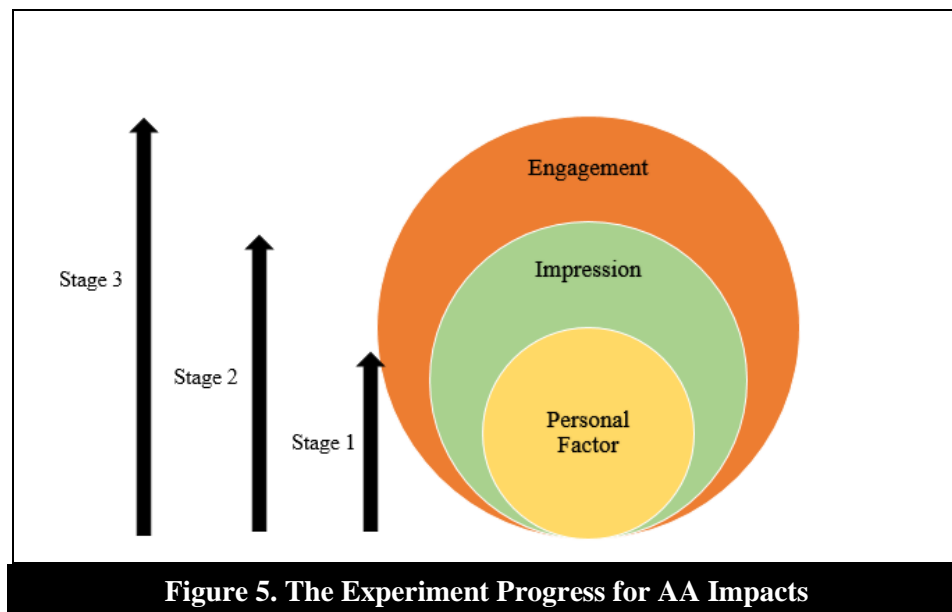 Engagement
Impression
Stage 3
Stage 2
Stage 1
Personal
Factor
Figure 5. The Experiment Progress for AA Impacts